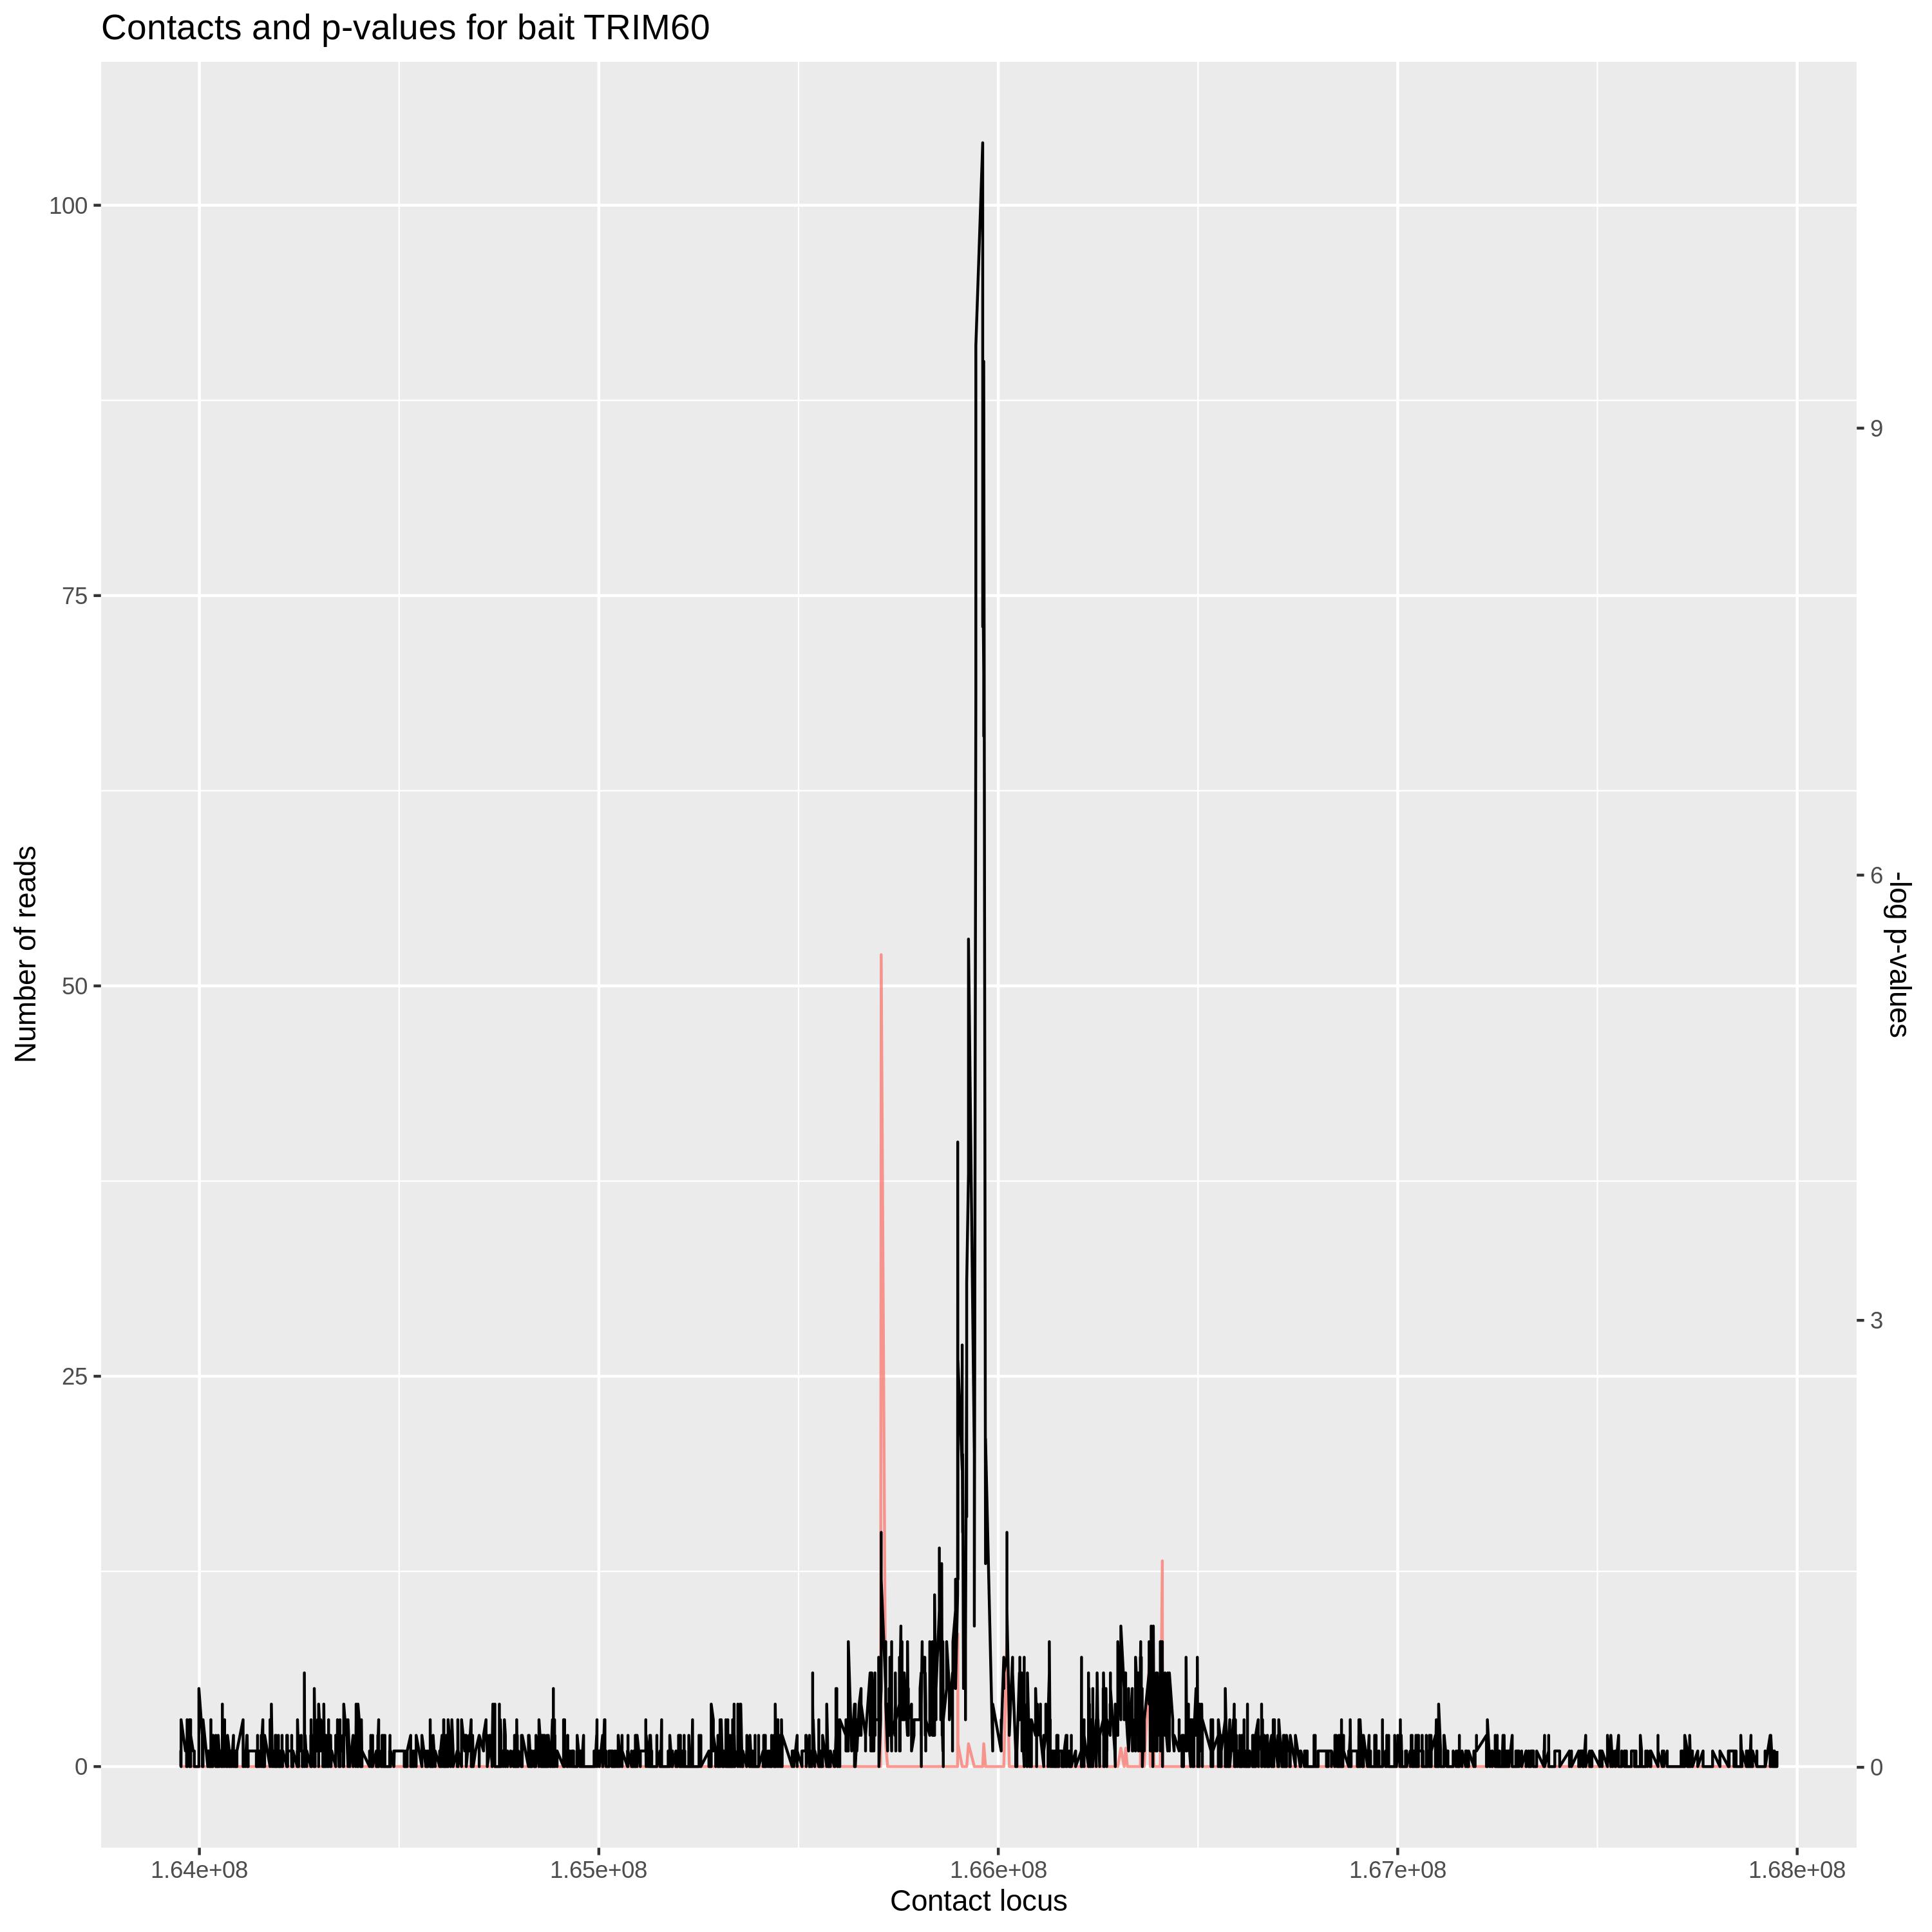 Contacts and p-values for bait TRIM60
100
75
50
25
0
Number of reads
9
6
3
0
-log p-values
1.64e+08
1.65e+08
1.66e+08
1.67e+08
1.68e+08
Contact locus